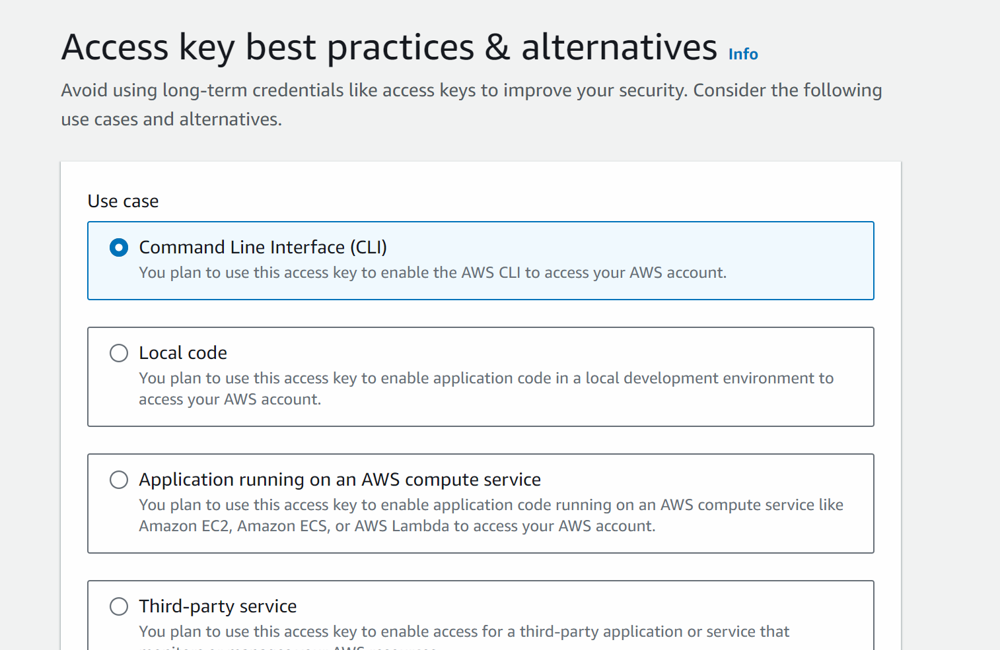 Access key best practices & alternatives Info
Avoid using long-term credentials like access keys to improve your security. Consider the following
use cases and alternatives.
Use case
Command Line Interface (CLI)
You plan to use this access key to enable the AWS CLI to access your AWS account.
Local code
You plan to use this access key to enable application code in a local development environment to
access your AWS account.
Application running on an AWS compute service
You plan to use this access key to enable application code running on an AWS compute service like
Amazon EC2, Amazon ECS, or AWS Lambda to access your AWS account.
Third-party service
You plan to use this access key to enable access for a third-party application or service that
monitors or manages your AWS resources.